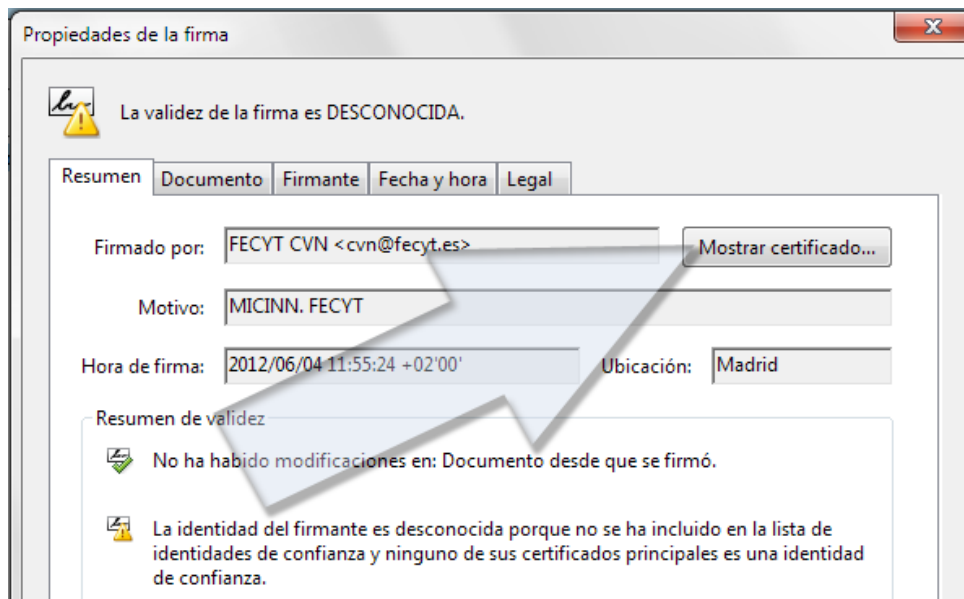 Propiedades de la firma
X
La validez de la firma es DESCONOCIDA.
Resumen Documento Firmante Fecha y hora Legal
Firmado por: FECYT CVN <cvn@fecyt.es> Mostrar certificado...
Motivo: MICINN. FECYT
Hora de firma: 2012/06/04 11:55:24 +02'00' Ubicación: Madrid
Resumen de validez
No ha habido modificaciones en: Documento desde que se firmó.
La identidad del firmante es desconocida porque no se ha incluido en la lista de
identidades de confianza y ninguno de sus certificados principales es una identidad
de confianza.